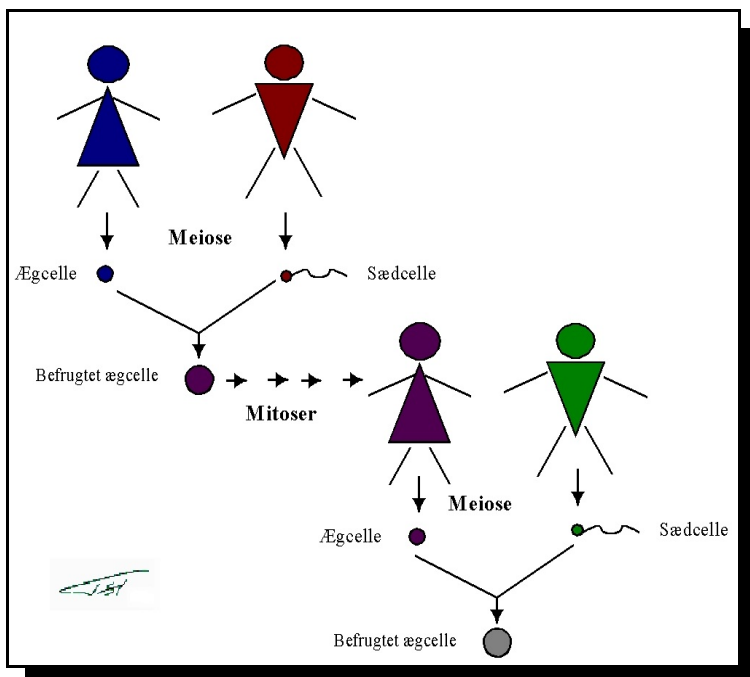 Meiose
Ægcelle
Sædcelle
Befrugtet ægcelle
Mitoser
Meiose
Ægcelle
Sædcelle
Befrugtet ægcelle